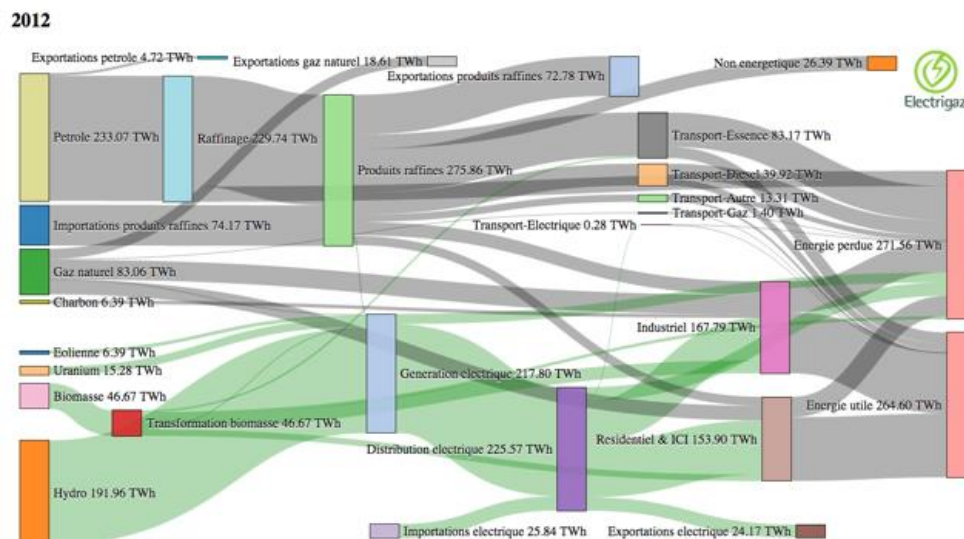 2012
Exportations petrole 4.72 TWh
Exportations gaz naturel 18.61 TWh
Exportations produits raffines 72.78 TWh
Non energetique 26.39 TWh
Electrigaz
Petrole 233.07 TWh
Raffinage 229.74 TWh
Produits raffines 275.86 TWh
Transport-Essence 83.17 TWh
Transport-Diesel 39.92 TWh
Transport-Autre 13.31 TWh
Transport-Gaz 1.40 TWh
Transport-Electrique 0.28 TWh
Importations produits raffines 74.17 TWh
Energie perdue 271.56 TWh
Gaz naturel 83.06 TWh
Charbon 6.39 TWh
Industriel 167.79 TWh
Eolienne 6.39 TWh
Uranium 15.28 TWh
Generation electrique 217.80 TWh
Biomasse 46.67 TWh
Energie utile 264.60 TWh
Transformation biomasse 46.67 TWh
Residentiel & ICI 153.90 TWh
Distribution electrique 225.57 TWh
Hydro 191.96 TWh
Importations electrique 25.84 TWh
Exportations electrique 24.17 TWh